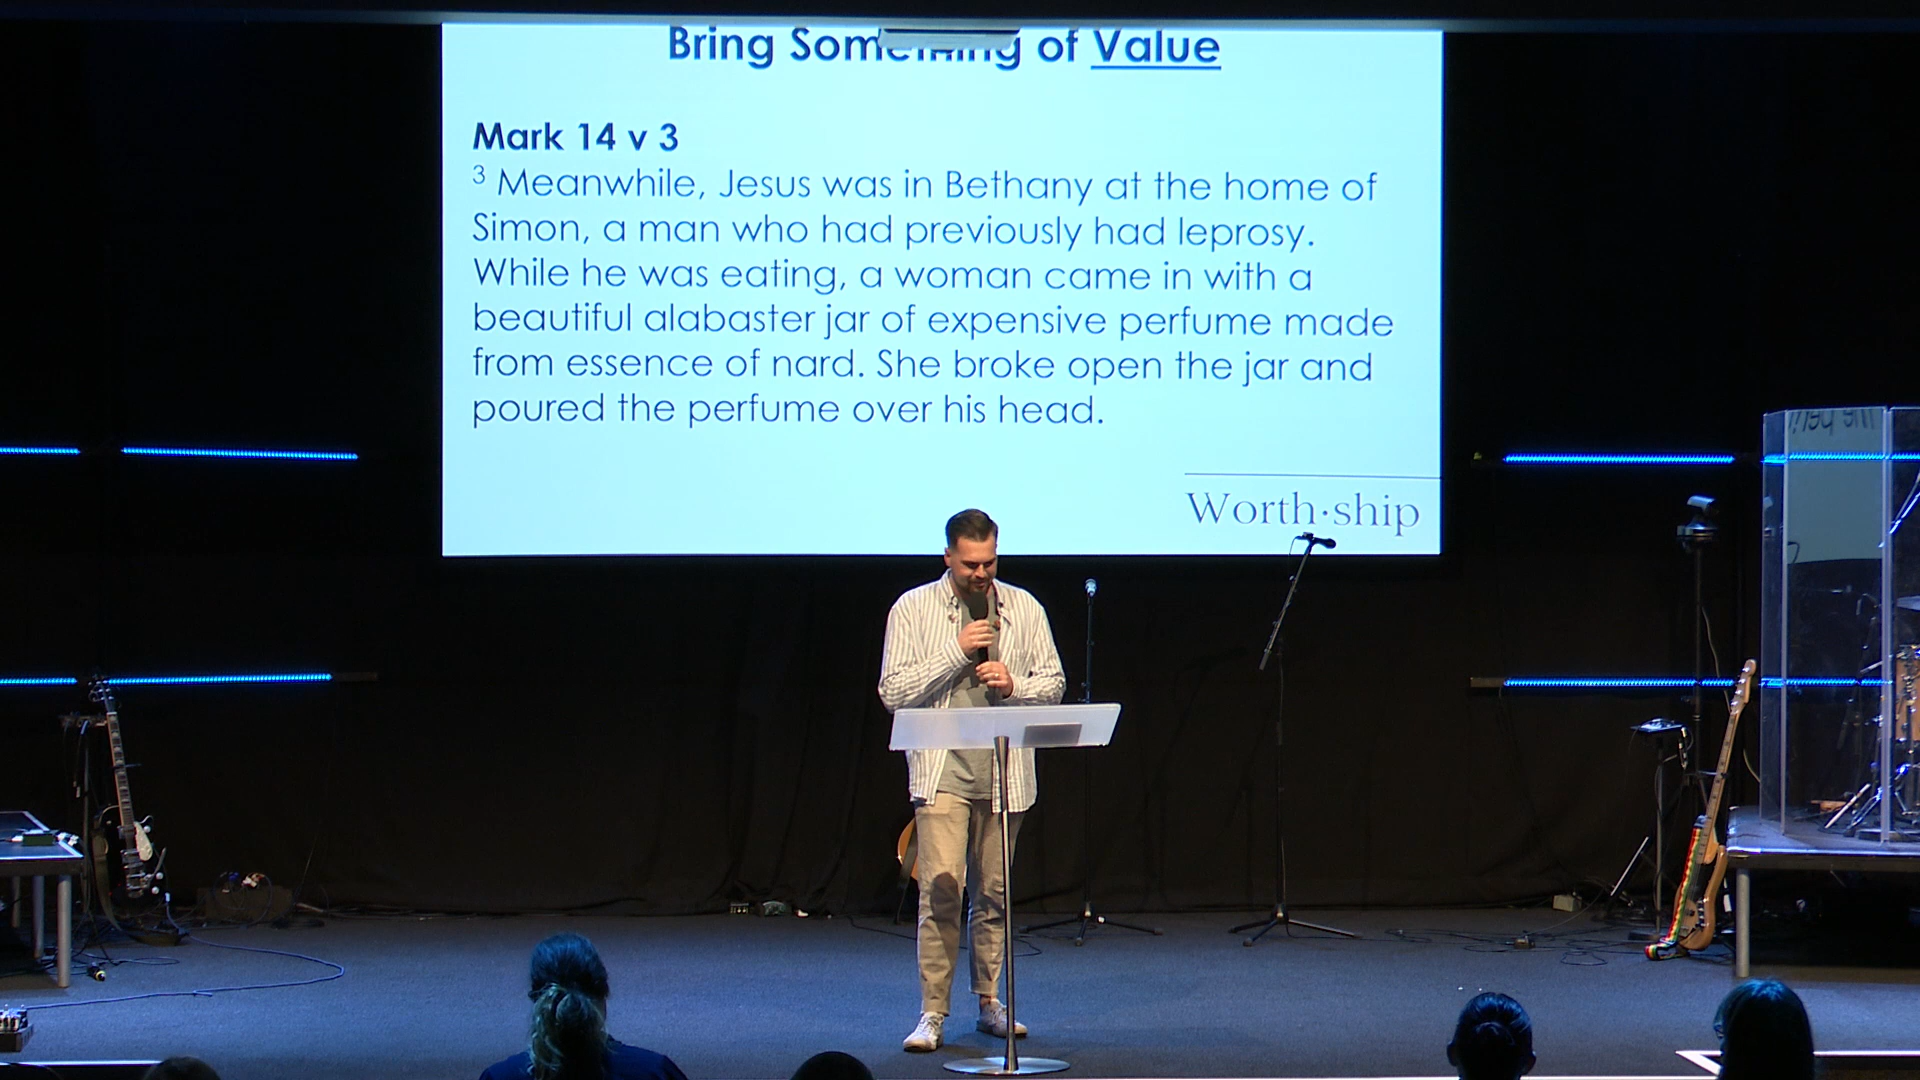 Bring Something of Value
Mark 14 v 3
3 Meanwhile, Jesus was in Bethany at the home of
Simon, a man who had previously had leprosy.
While he was eating, a woman came in with a
beautiful alabaster jar of expensive perfume made
from essence of nard. She broke open the jar and
poured the perfume over his head.
Worth·ship